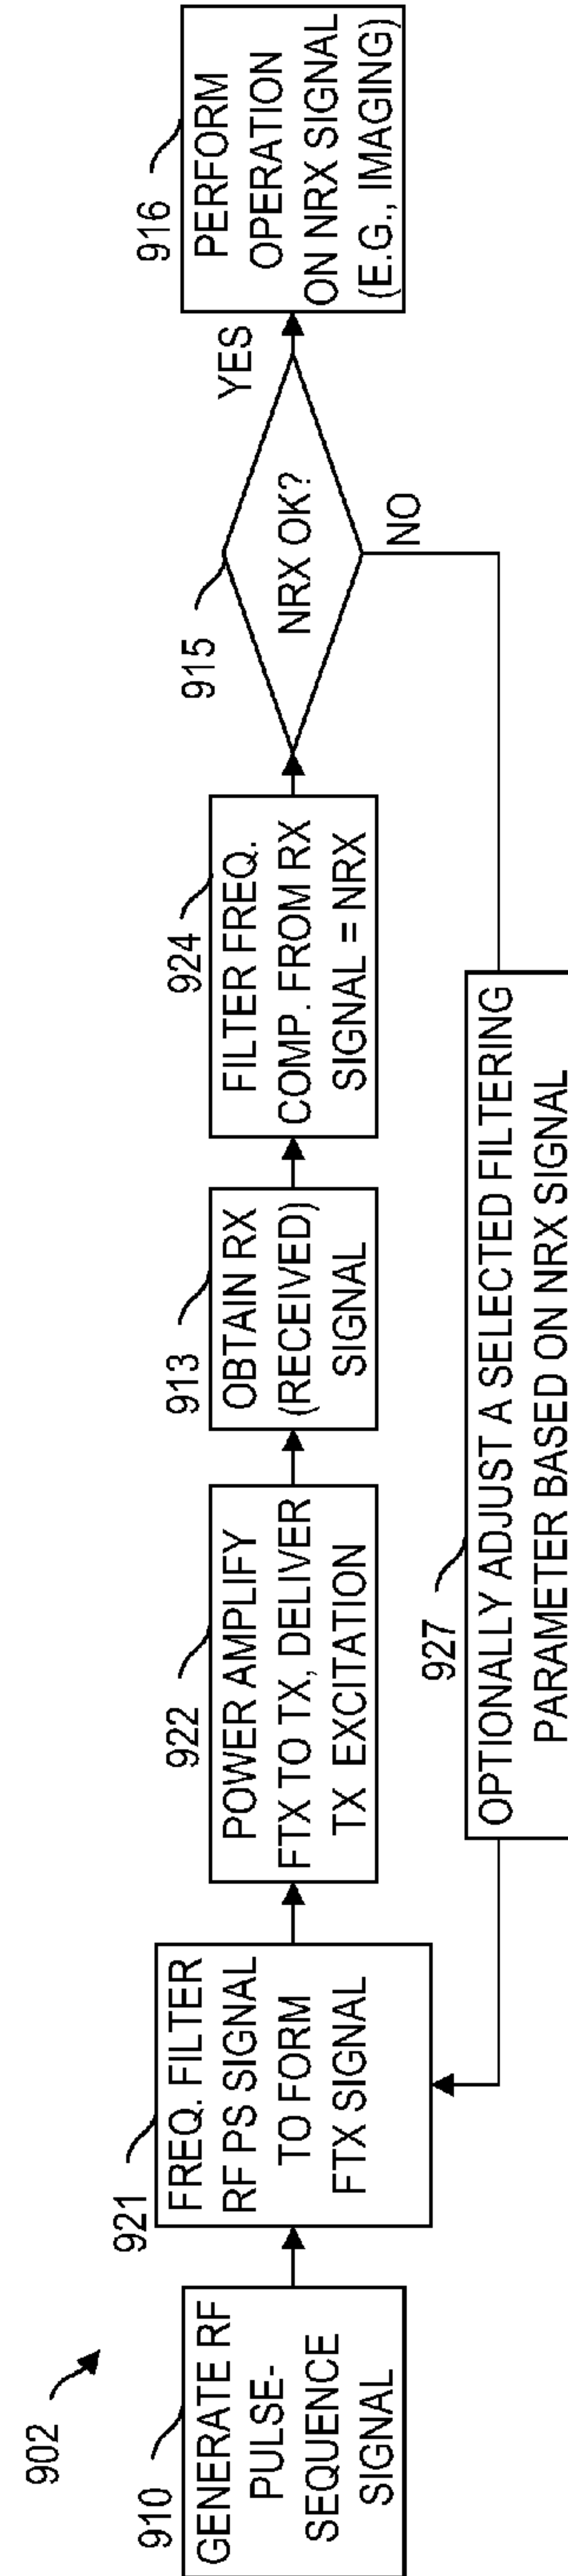 902
910
GENERATE RF
PULSE-
SEQUENCE
SIGNAL
921
FREQ. FILTER
RF PS SIGNAL
TO FORM
FTX SIGNAL
922
POWER AMPLIFY
FTX TO TX, DELIVER
TX EXCITATION
913
OBTAIN RX
(RECEIVED)
SIGNAL
924
FILTER FREQ.
COMP. FROM RX
SIGNAL = NRX
915
NRX OK?
YES
NO
916
PERFORM
OPERATION
ON NRX SIGNAL
(E.G., IMAGING)
927
OPTIONALLY ADJUST A SELECTED FILTERING
PARAMETER BASED ON NRX SIGNAL